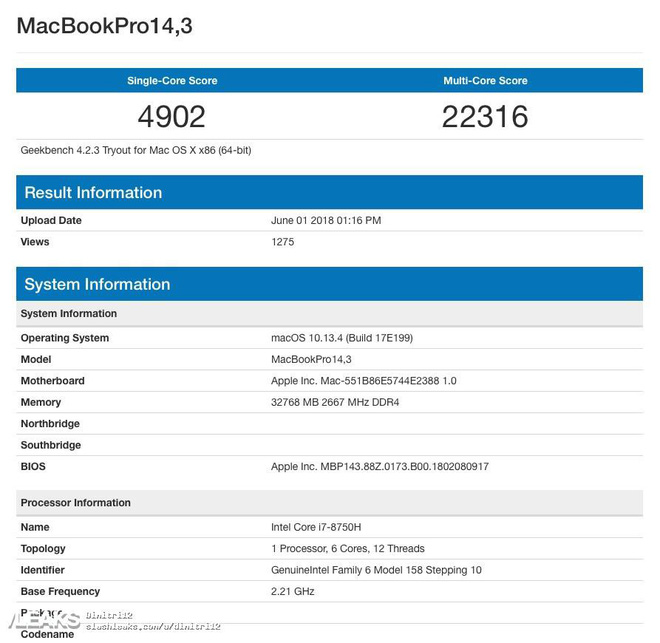 MacBookPro14,3
Single-Core Score Multi-Core Score
4902 22316
Geekbench 4.2.3 Tryout for Mac OS X x86 (64-bit)
Result Information
Upload Date June 01 2018 01:16 PM
Views 1275
System Information
System Information
Operating System macOS 10.13.4 (Build 17E199)
Model MacBookPro14,3
Motherboard Apple Inc. Mac-551B86E5744E2388 1.0
Memory 32768 MB 2667 MHz DDR4
Northbridge
Southbridge
BIOS Apple Inc. MBP143.88Z.0173.B00.1802080917
Processor Information
Name Intel Core i7-8750H
Topology 1 Processor, 6 Cores, 12 Threads
Identifier GenuineIntel Family 6 Model 158 Stepping 10
Base Frequency 2.21 GHz
Package
/LEAKS Dimitri12
slashleaks.com/u/dimitri12
Codename